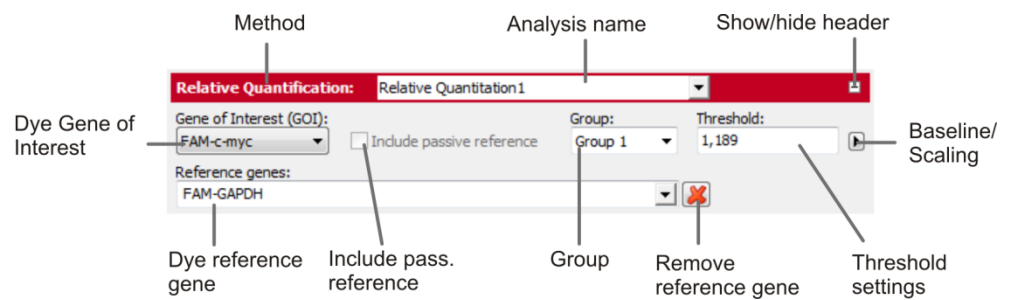 Method
Analysis name
Show/hide header
Relative Quantification:
Relative Quantitation1
Dye Gene of
Interest
Gene of Interest (GOI):
FAM-c-myc
Include passive reference
Group:
Group 1
Threshold:
1,189
Baseline/
Scaling
Reference genes:
FAM-GAPDH
Dye reference
gene
Include pass.
reference
Group
Remove
reference gene
Threshold
settings